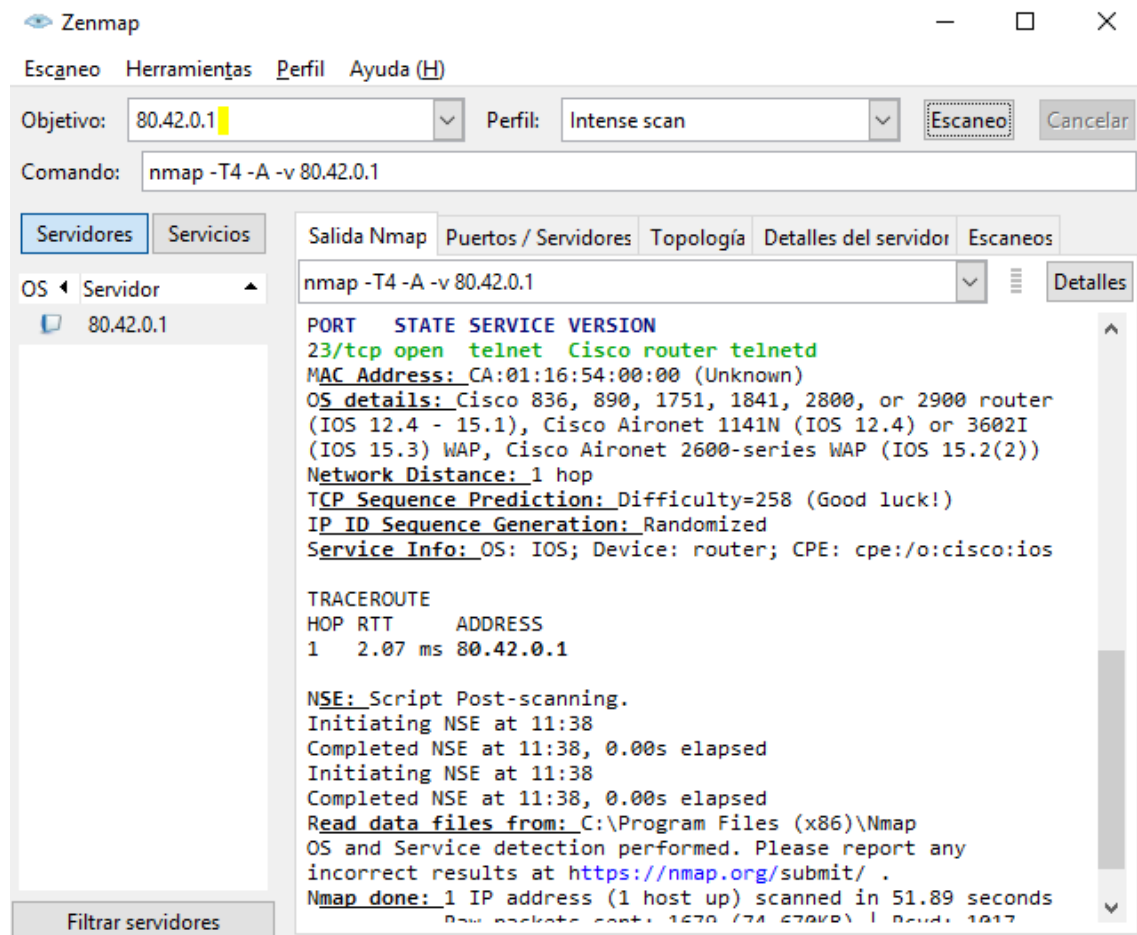 Zenmap
Escaneo Herramientas Perfil Ayuda (H)
Objetivo: 80.42.0.1 Perfil: Intense scan Escaneo Cancelar
Comando: nmap -T4 -A -v 80.42.0.1
Servidores Servicios Salida Nmap Puertos / Servidores Topología Detalles del servidor Escaneos
OS Servidor nmap -T4 -A -v 80.42.0.1 Detalles
80.42.0.1
PORT STATE SERVICE VERSION
23/tcp open telnet Cisco router telnetd
MAC Address: CA:01:16:54:00:00 (Unknown)
OS details: Cisco 836, 890, 1751, 1841, 2800, or 2900 router
(IOS 12.4 - 15.1), Cisco Aironet 1141N (IOS 12.4) or 3602I
(IOS 15.3) WAP, Cisco Aironet 2600-series WAP (IOS 15.2(2))
Network Distance: 1 hop
TCP Sequence Prediction: Difficulty=258 (Good luck!)
IP ID Sequence Generation: Randomized
Service Info: OS: IOS; Device: router; CPE: cpe:/o:cisco:ios
TRACEROUTE
HOP RTT ADDRESS
1 2.07 ms 80.42.0.1
NSE: Script Post-scanning.
Initiating NSE at 11:38
Completed NSE at 11:38, 0.00s elapsed
Initiating NSE at 11:38
Completed NSE at 11:38, 0.00s elapsed
Read data files from: C:\Program Files (x86)\Nmap
OS and Service detection performed. Please report any
incorrect results at https://nmap.org/submit/ .
Nmap done: 1 IP address (1 host up) scanned in 51.89 seconds
Raw packets sent: 1679 (74.670KB) | Rcvd: 1017
Filtrar servidores